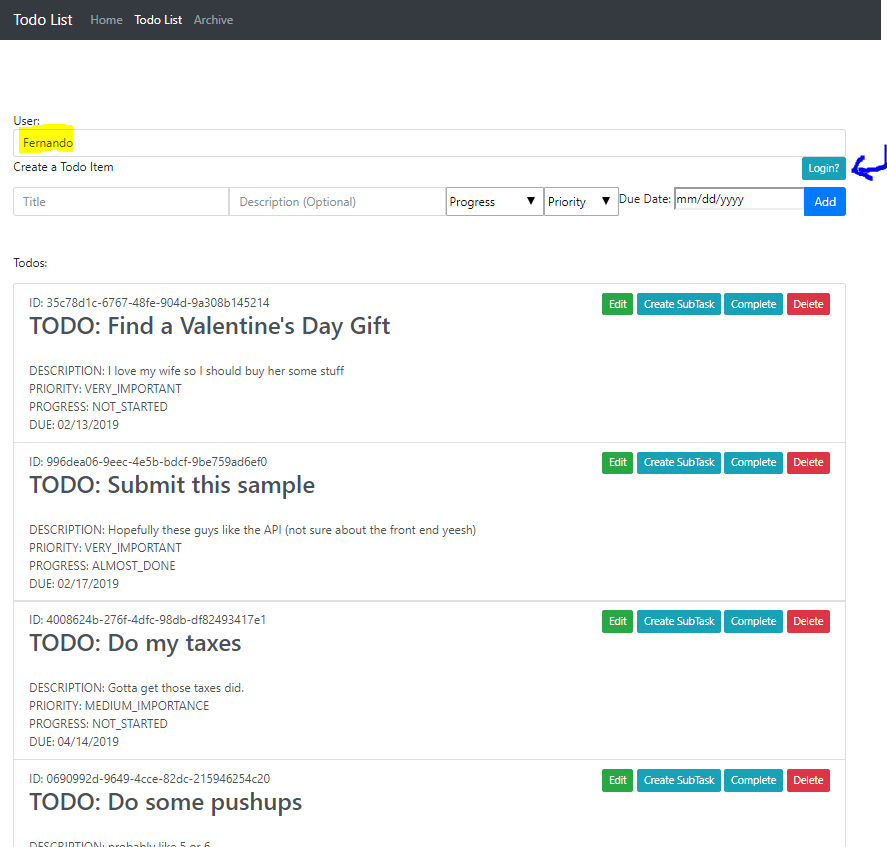 Todo List Home Todo List Archive
User:
Fernando
Create a Todo Item Login?
Title Description (Optional) Progress ▼ Priority ▼ Due Date: mm/dd/yyyy Add
Todos:
ID: 35c78d1c-6767-48fe-904d-9a308b145214 Edit Create SubTask Complete Delete
TODO: Find a Valentine's Day Gift
DESCRIPTION: I love my wife so I should buy her some stuff
PRIORITY: VERY_IMPORTANT
PROGRESS: NOT_STARTED
DUE: 02/13/2019
ID: 996dea06-9eec-4e5b-bdcf-9be759ad6ef0 Edit Create SubTask Complete Delete
TODO: Submit this sample
DESCRIPTION: Hopefully these guys like the API (not sure about the front end yeesh)
PRIORITY: VERY_IMPORTANT
PROGRESS: ALMOST_DONE
DUE: 02/17/2019
ID: 4008624b-276f-4dfc-98db-df82493417e1 Edit Create SubTask Complete Delete
TODO: Do my taxes
DESCRIPTION: Gotta get those taxes did.
PRIORITY: MEDIUM_IMPORTANCE
PROGRESS: NOT_STARTED
DUE: 04/14/2019
ID: 0690992d-9649-4cce-82dc-215946254c20 Edit Create SubTask Complete Delete
TODO: Do some pushups
DESCRIPTION: probably like 5 or 6